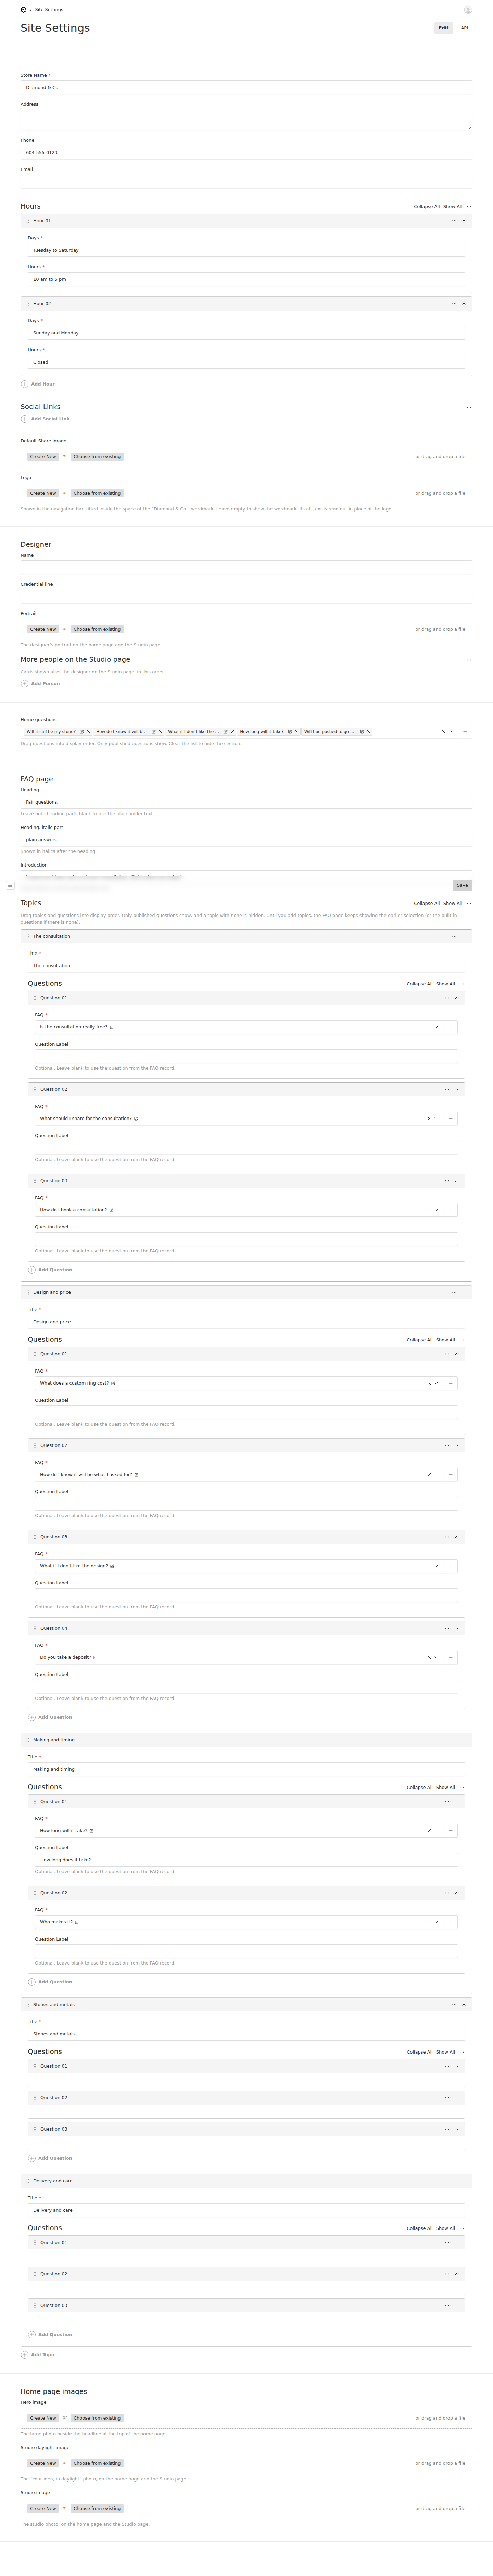 / Site Settings
Site Settings
Edit API
Store Name *
Diamond & Co
Address
Phone
604-555-0123
Email
Hours
Collapse All Show All
Hour 01
Days *
Tuesday to Saturday
Hours *
10 am to 5 pm
Hour 02
Days *
Sunday and Monday
Hours *
Closed
Add Hour
Social Links
Add Social Link
Default Share Image
Create New or Choose from existing or drag and drop a file
Logo
Create New or Choose from existing or drag and drop a file
Shown in the navigation bar, fitted inside the space of the "Diamond & Co." wordmark. Leave empty to show the wordmark. Its alt text is read out in place of the logo.
Designer
Name
Credential line
Portrait
Create New or Choose from existing or drag and drop a file
The designer's portrait on the home page and the Studio page.
More people on the Studio page
Cards shown after the designer on the Studio page, in this order.
Add Person
Home questions
Will it still be my stone? How do I know it will b... What if I don't like the ... How long will it take? Will I be pushed to go ...
Drag questions into display order. Only published questions show. Clear the list to hide the section.
FAQ page
Heading
Fair questions,
Leave both heading parts blank to use the placeholder text.
Heading, italic part
plain answers.
Shown in italics after the heading.
Introduction
Save
Topics
Collapse All Show All
Drag topics and questions into display order. Only published questions show, and a topic with none is hidden. Until you add topics, the FAQ page keeps showing the earlier selection (or the built-in
questions if there is none).
The consultation
Title *
The consultation
Questions
Collapse All Show All
Question 01
FAQ *
Is the consultation really free?
Question Label
Optional. Leave blank to use the question from the FAQ record.
Question 02
FAQ *
What should I share for the consultation?
Question Label
Optional. Leave blank to use the question from the FAQ record.
Question 03
FAQ *
How do I book a consultation?
Question Label
Optional. Leave blank to use the question from the FAQ record.
Add Question
Design and price
Title *
Design and price
Questions
Collapse All Show All
Question 01
FAQ *
What does a custom ring cost?
Question Label
Optional. Leave blank to use the question from the FAQ record.
Question 02
FAQ *
How do I know it will be what I asked for?
Question Label
Optional. Leave blank to use the question from the FAQ record.
Question 03
FAQ *
What if I don't like the design?
Question Label
Optional. Leave blank to use the question from the FAQ record.
Question 04
FAQ *
Do you take a deposit?
Question Label
Optional. Leave blank to use the question from the FAQ record.
Add Question
Making and timing
Title *
Making and timing
Questions
Collapse All Show All
Question 01
FAQ *
How long will it take?
Question Label
How long does it take?
Optional. Leave blank to use the question from the FAQ record.
Question 02
FAQ *
Who makes it?
Question Label
Optional. Leave blank to use the question from the FAQ record.
Add Question
Stones and metals
Title *
Stones and metals
Questions
Collapse All Show All
Question 01
Question 02
Question 03
Add Question
Delivery and care
Title *
Delivery and care
Questions
Collapse All Show All
Question 01
Question 02
Question 03
Add Question
Add Topic
Home page images
Hero image
Create New or Choose from existing or drag and drop a file
The large photo beside the headline at the top of the home page.
Studio daylight image
Create New or Choose from existing or drag and drop a file
The "Your idea, in daylight" photo, on the home page and the Studio page.
Studio image
Create New or Choose from existing or drag and drop a file
The studio photo, on the home page and the Studio page.